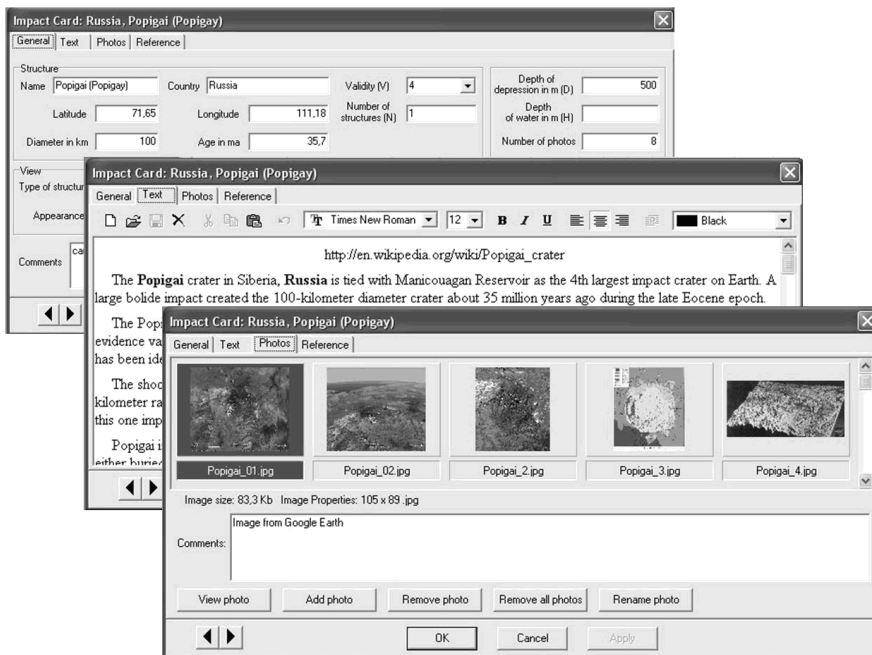 Impact Card: Russia, Popigai (Popigay)
General Text Photos Reference
Structure
Name Popigai (Popigay) Country Russia Validity (V) 4 Depth of depression in m (D) 500
Latitude 71,65 Longitude 111,18 Number of structures (N) 1 Depth of water in m (H)
Diameter in km 100 Age in ma 35,7 Number of photos 8
View
Type of structur
Appearance
Comments ca
Impact Card: Russia, Popigai (Popigay)
General Text Photos Reference
Times New Roman 12 B I U Black
http://en.wikipedia.org/wiki/Popigai_crater
The Popigai crater in Siberia, Russia is tied with Manicouagan Reservoir as the 4th largest impact crater on Earth. A
large bolide impact created the 100-kilometer diameter crater about 35 million years ago during the late Eocene epoch.
The Popi
evidence va
has been ide
The shoc
kilometer ra
this one imp
Popigai i
either buried
Impact Card: Russia, Popigai (Popigay)
General Text Photos Reference
Popigai_01.jpg Popigai_02.jpg Popigai_2.jpg Popigai_3.jpg Popigai_4.jpg
Image size: 83,3 Kb Image Properties: 105 x 89 .jpg
Comments: Image from Google Earth
View photo Add photo Remove photo Remove all photos Rename photo
OK Cancel Apply